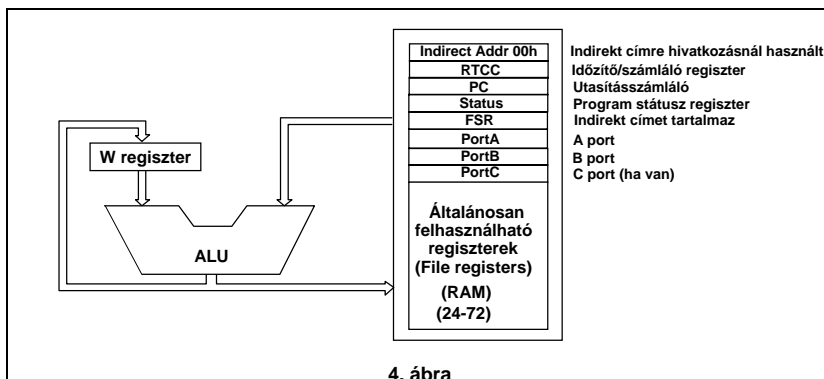 Indirect Addr 00h Indirekt címre hivatkozásnál használt
RTCC Időzítő/számláló regiszter
PC Utasításszámláló
Status Program státusz regiszter
FSR Indirekt címet tartalmaz
PortA A port
PortB B port
PortC C port (ha van)
W regiszter
ALU
Általánosan
felhasználható
regiszterek
(File registers)
(RAM)
(24-72)
4. ábra